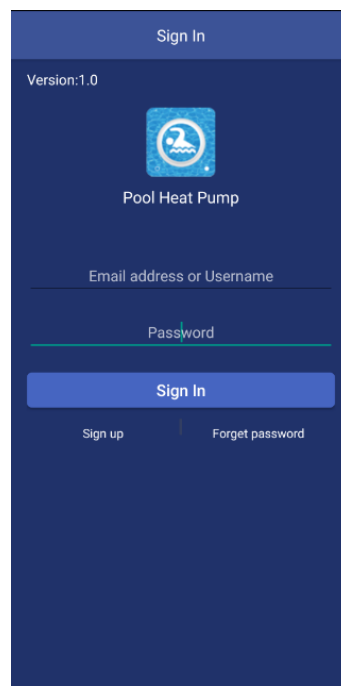 Sign In
Version:1.0
Pool Heat Pump
Email address or Username
Password
Sign In
Sign up
Forget password